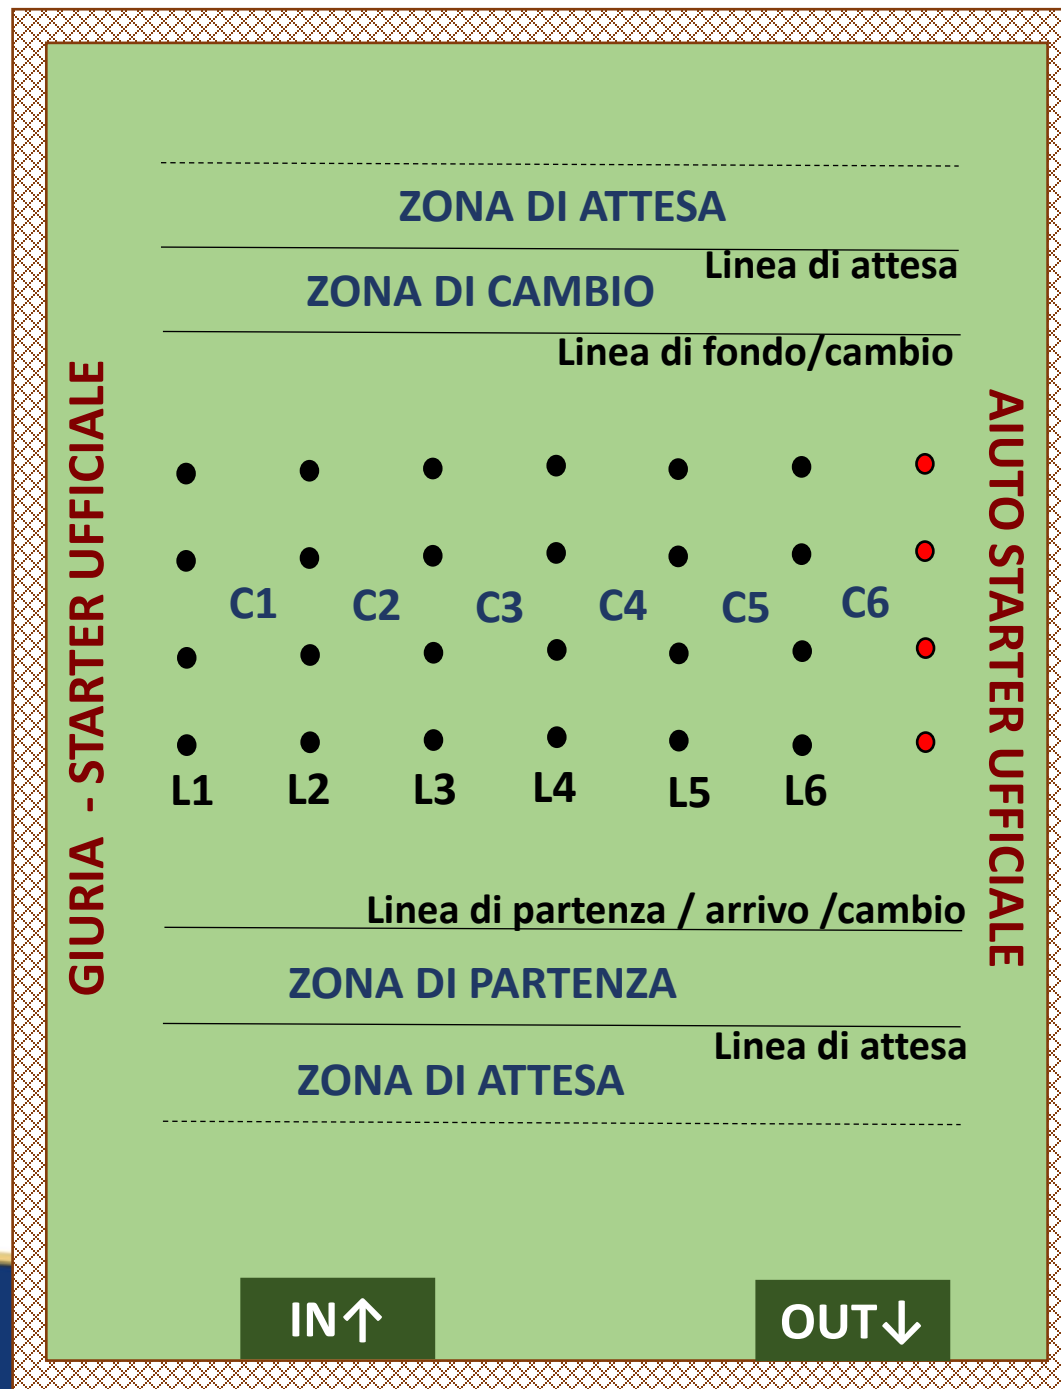 ZONA DI ATTESA
Linea di attesa
ZONA DI CAMBIO
Linea di fondo/cambio
GIURIA - STARTER UFFICIALE
AIUTO STARTER UFFICIALE
C1 C2 C3 C4 C5 C6
L1 L2 L3 L4 L5 L6
Linea di partenza / arrivo /cambio
ZONA DI PARTENZA
Linea di attesa
ZONA DI ATTESA
IN↑ OUT↓